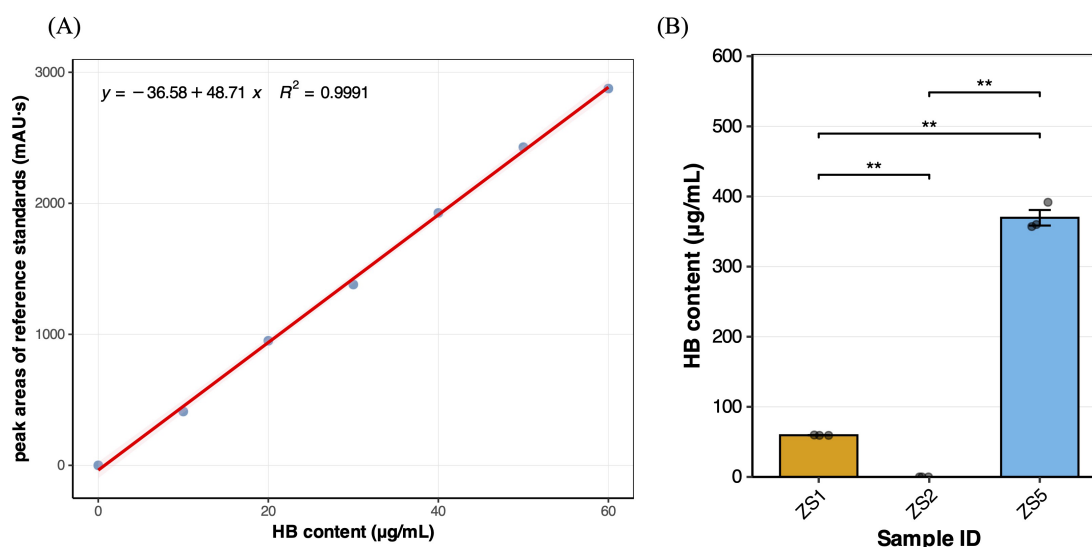 (A)
y = −36.58 + 48.71 x R² = 0.9991
3000
2000
1000
0
peak areas of reference standards (mAU·s)
0 20 40 60
HB content (µg/mL)
(B)
600
500
400
300
200
100
0
HB content (µg/mL)
**
**
**
ZS1 ZS2 ZS5
Sample ID